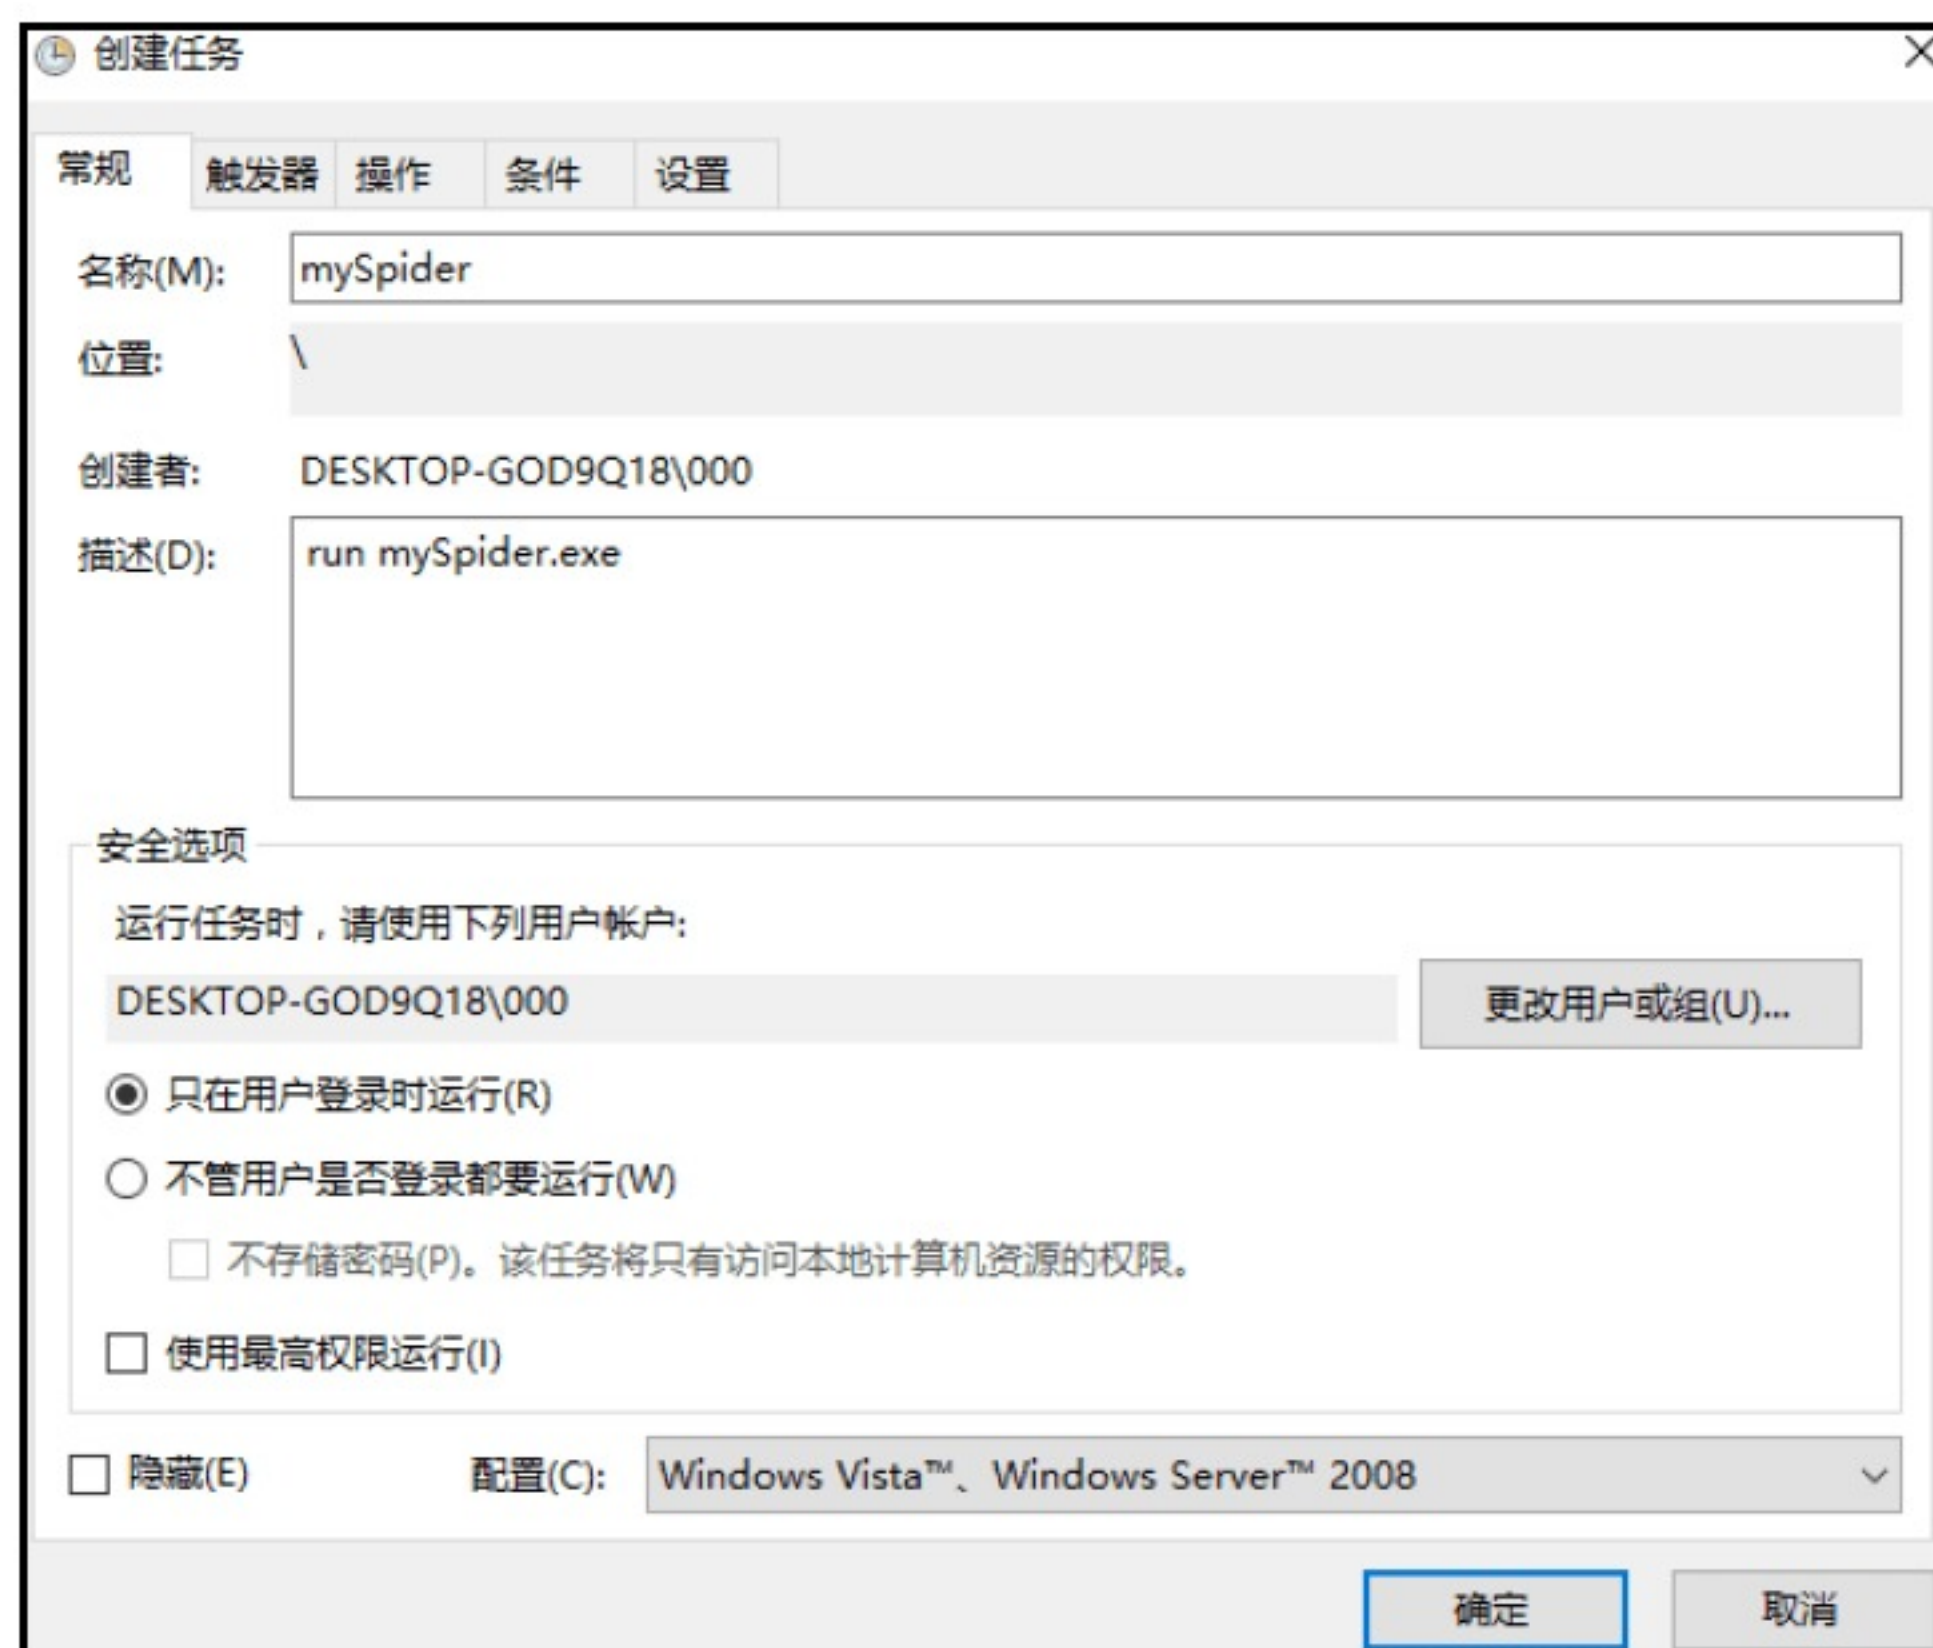 创建任务
常规 触发器 操作 条件 设置
名称(M): mySpider
位置: \
创建者: DESKTOP-GOD9Q18\000
描述(D): run mySpider.exe
安全选项
运行任务时，请使用下列用户帐户:
DESKTOP-GOD9Q18\000 更改用户或组(U)...
只在用户登录时运行(R)
不管用户是否登录都要运行(W)
不存储密码(P)。该任务将只有访问本地计算机资源的权限。
使用最高权限运行(I)
隐藏(E) 配置(C): Windows Vista™、Windows Server™ 2008
确定 取消